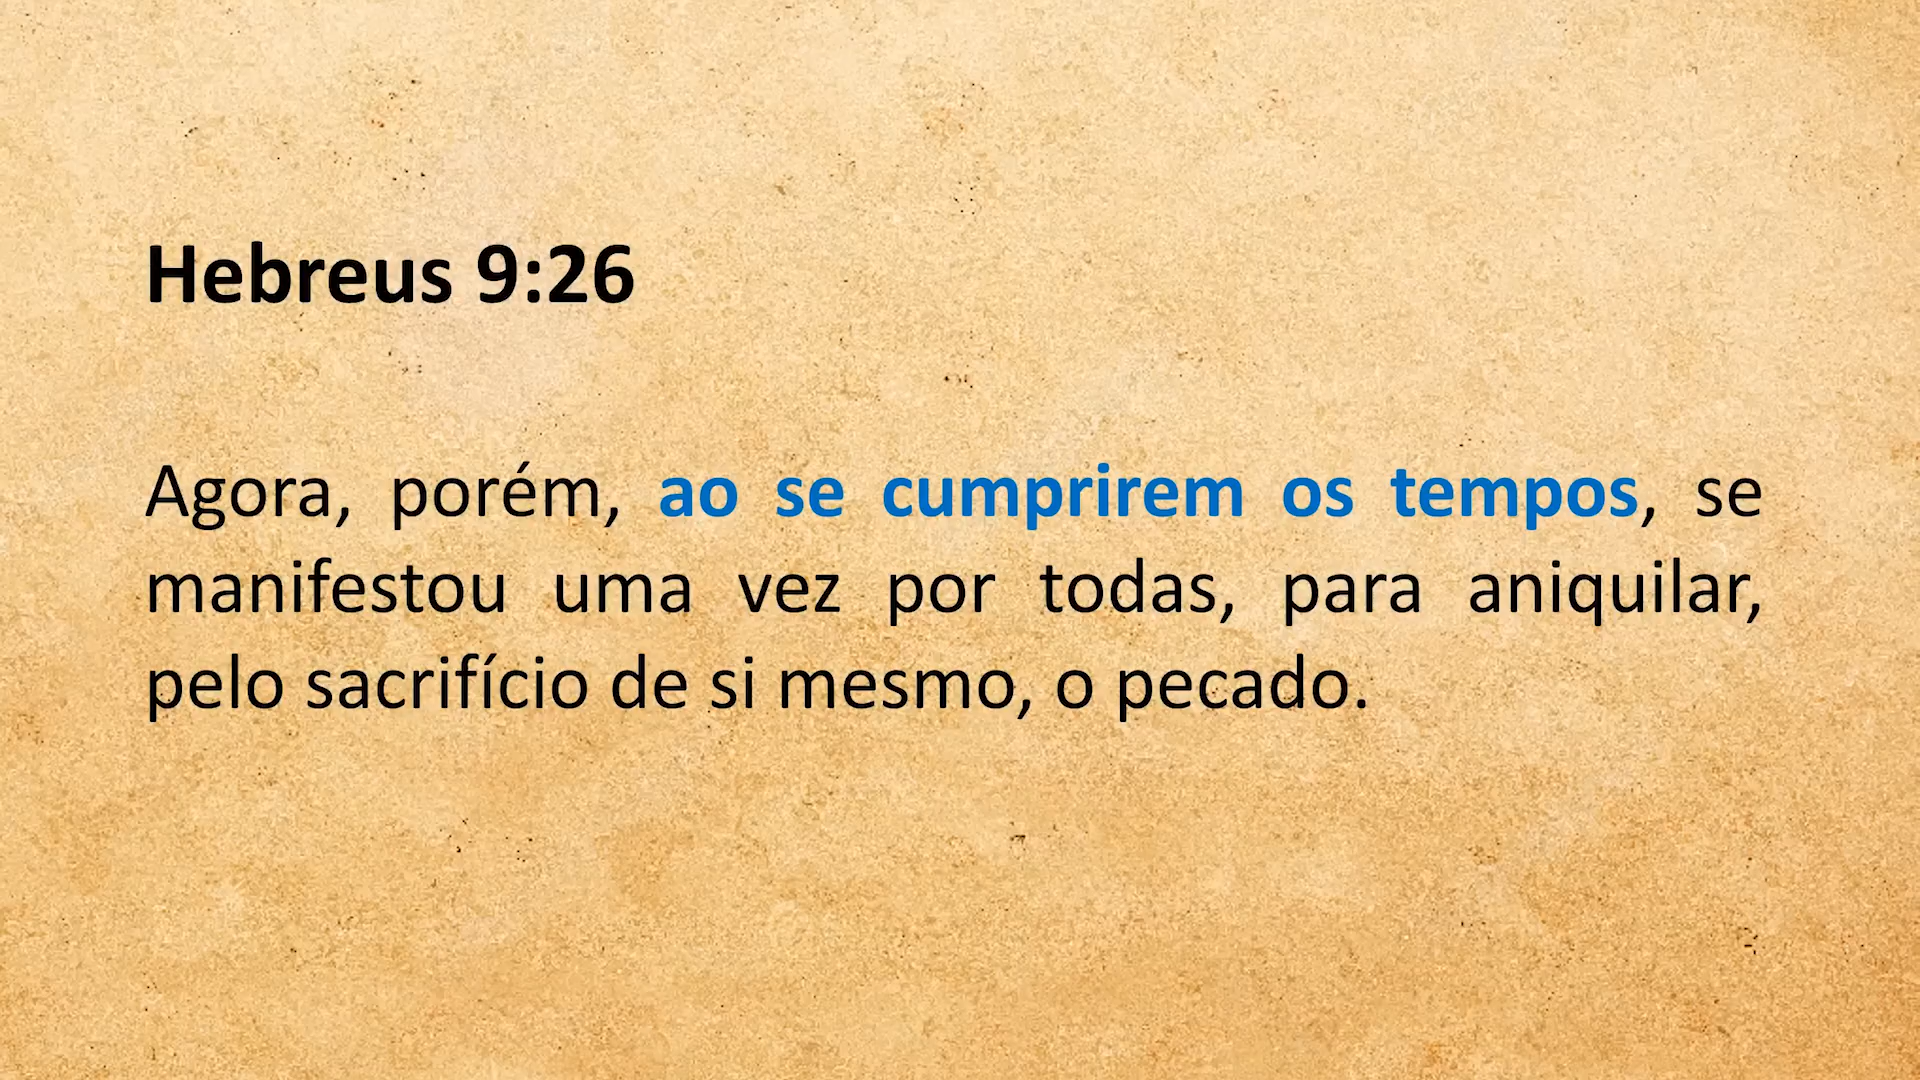 Hebreus 9:26
Agora, porém, ao se cumprirem os tempos, se
manifestou uma vez por todas, para aniquilar,
pelo sacrifício de si mesmo, o pecado.